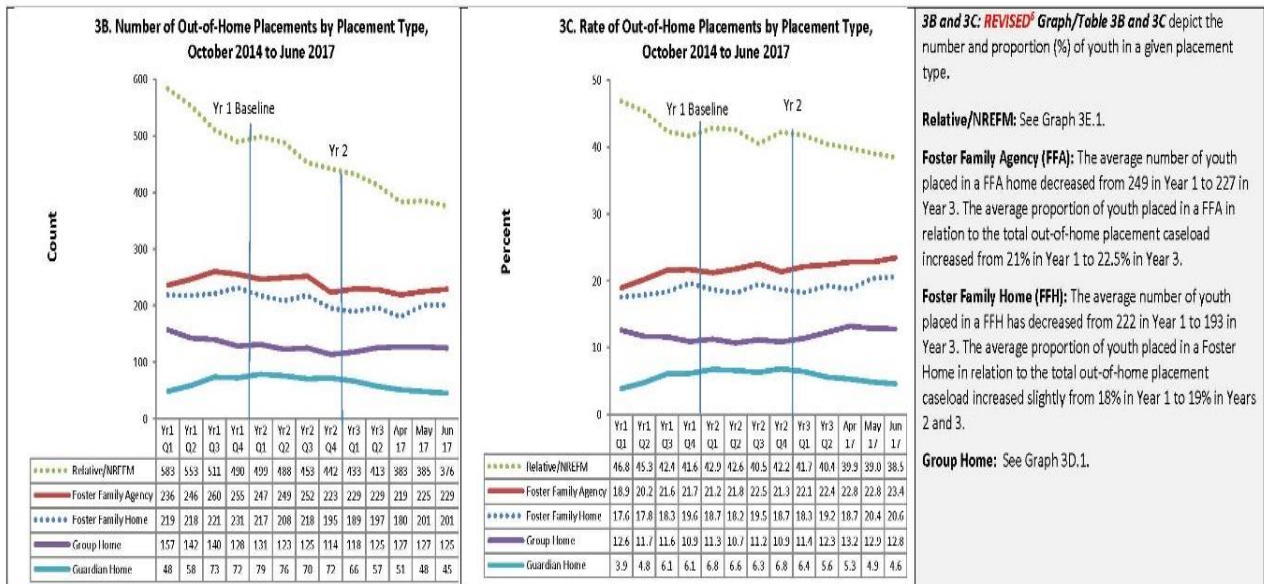 3B. Number of Out-of-Home Placements by Placement Type,
October 2014 to June 2017
600
500
400
300
200
100
0
Count
Yr 1 Baseline
Yr 2
Yr1 Q1 Yr1 Q2 Yr1 Q3 Yr1 Q4 Yr2 Q1 Yr2 Q2 Yr2 Q3 Yr2 Q4 Yr3 Q1 Yr3 Q2 Apr 17 May 17 Jun 17
Relative/NREFM 583 553 511 490 499 488 453 442 433 413 383 385 376
Foster Family Agency 236 246 260 255 247 249 252 223 229 229 219 225 229
Foster Family Home 219 218 221 231 217 208 218 195 189 197 180 201 201
Group Home 157 142 140 128 131 123 125 114 118 125 127 127 125
Guardian Home 48 58 73 72 79 76 70 72 66 57 51 48 45
3C. Rate of Out-of-Home Placements by Placement Type,
October 2014 to June 2017
50
40
30
20
10
0
Percent
Yr 1 Baseline
Yr 2
Yr1 Q1 Yr1 Q2 Yr1 Q3 Yr1 Q4 Yr2 Q1 Yr2 Q2 Yr2 Q3 Yr2 Q4 Yr3 Q1 Yr3 Q2 Apr 17 May 17 Jun 17
Relative/NREFM 46.8 45.3 42.4 41.6 42.9 42.6 40.5 42.2 41.7 40.4 39.9 39.0 38.5
Foster Family Agency 18.9 20.2 21.6 21.7 21.2 21.8 22.5 21.3 22.1 22.4 22.8 22.8 23.4
Foster Family Home 17.6 17.8 18.3 19.6 18.7 18.2 19.5 18.7 18.3 19.2 18.7 20.4 20.6
Group Home 12.6 11.7 11.6 10.9 11.3 10.7 11.2 10.9 11.4 12.3 13.2 12.9 12.8
Guardian Home 3.9 4.8 6.1 6.1 6.8 6.6 6.3 6.8 6.4 5.6 5.3 4.9 4.6
3B and 3C: REVISED⁶ Graph/Table 3B and 3C depict the
number and proportion (%) of youth in a given placement
type.
Relative/NREFM: See Graph 3E.1.
Foster Family Agency (FFA): The average number of youth
placed in a FFA home decreased from 249 in Year 1 to 227 in
Year 3. The average proportion of youth placed in a FFA in
relation to the total out-of-home placement caseload
increased from 21% in Year 1 to 22.5% in Year 3.
Foster Family Home (FFH): The average number of youth
placed in a FFH has decreased from 222 in Year 1 to 193 in
Year 3. The average proportion of youth placed in a Foster
Home in relation to the total out-of-home placement
caseload increased slightly from 18% in Year 1 to 19% in Years
2 and 3.
Group Home: See Graph 3D.1.